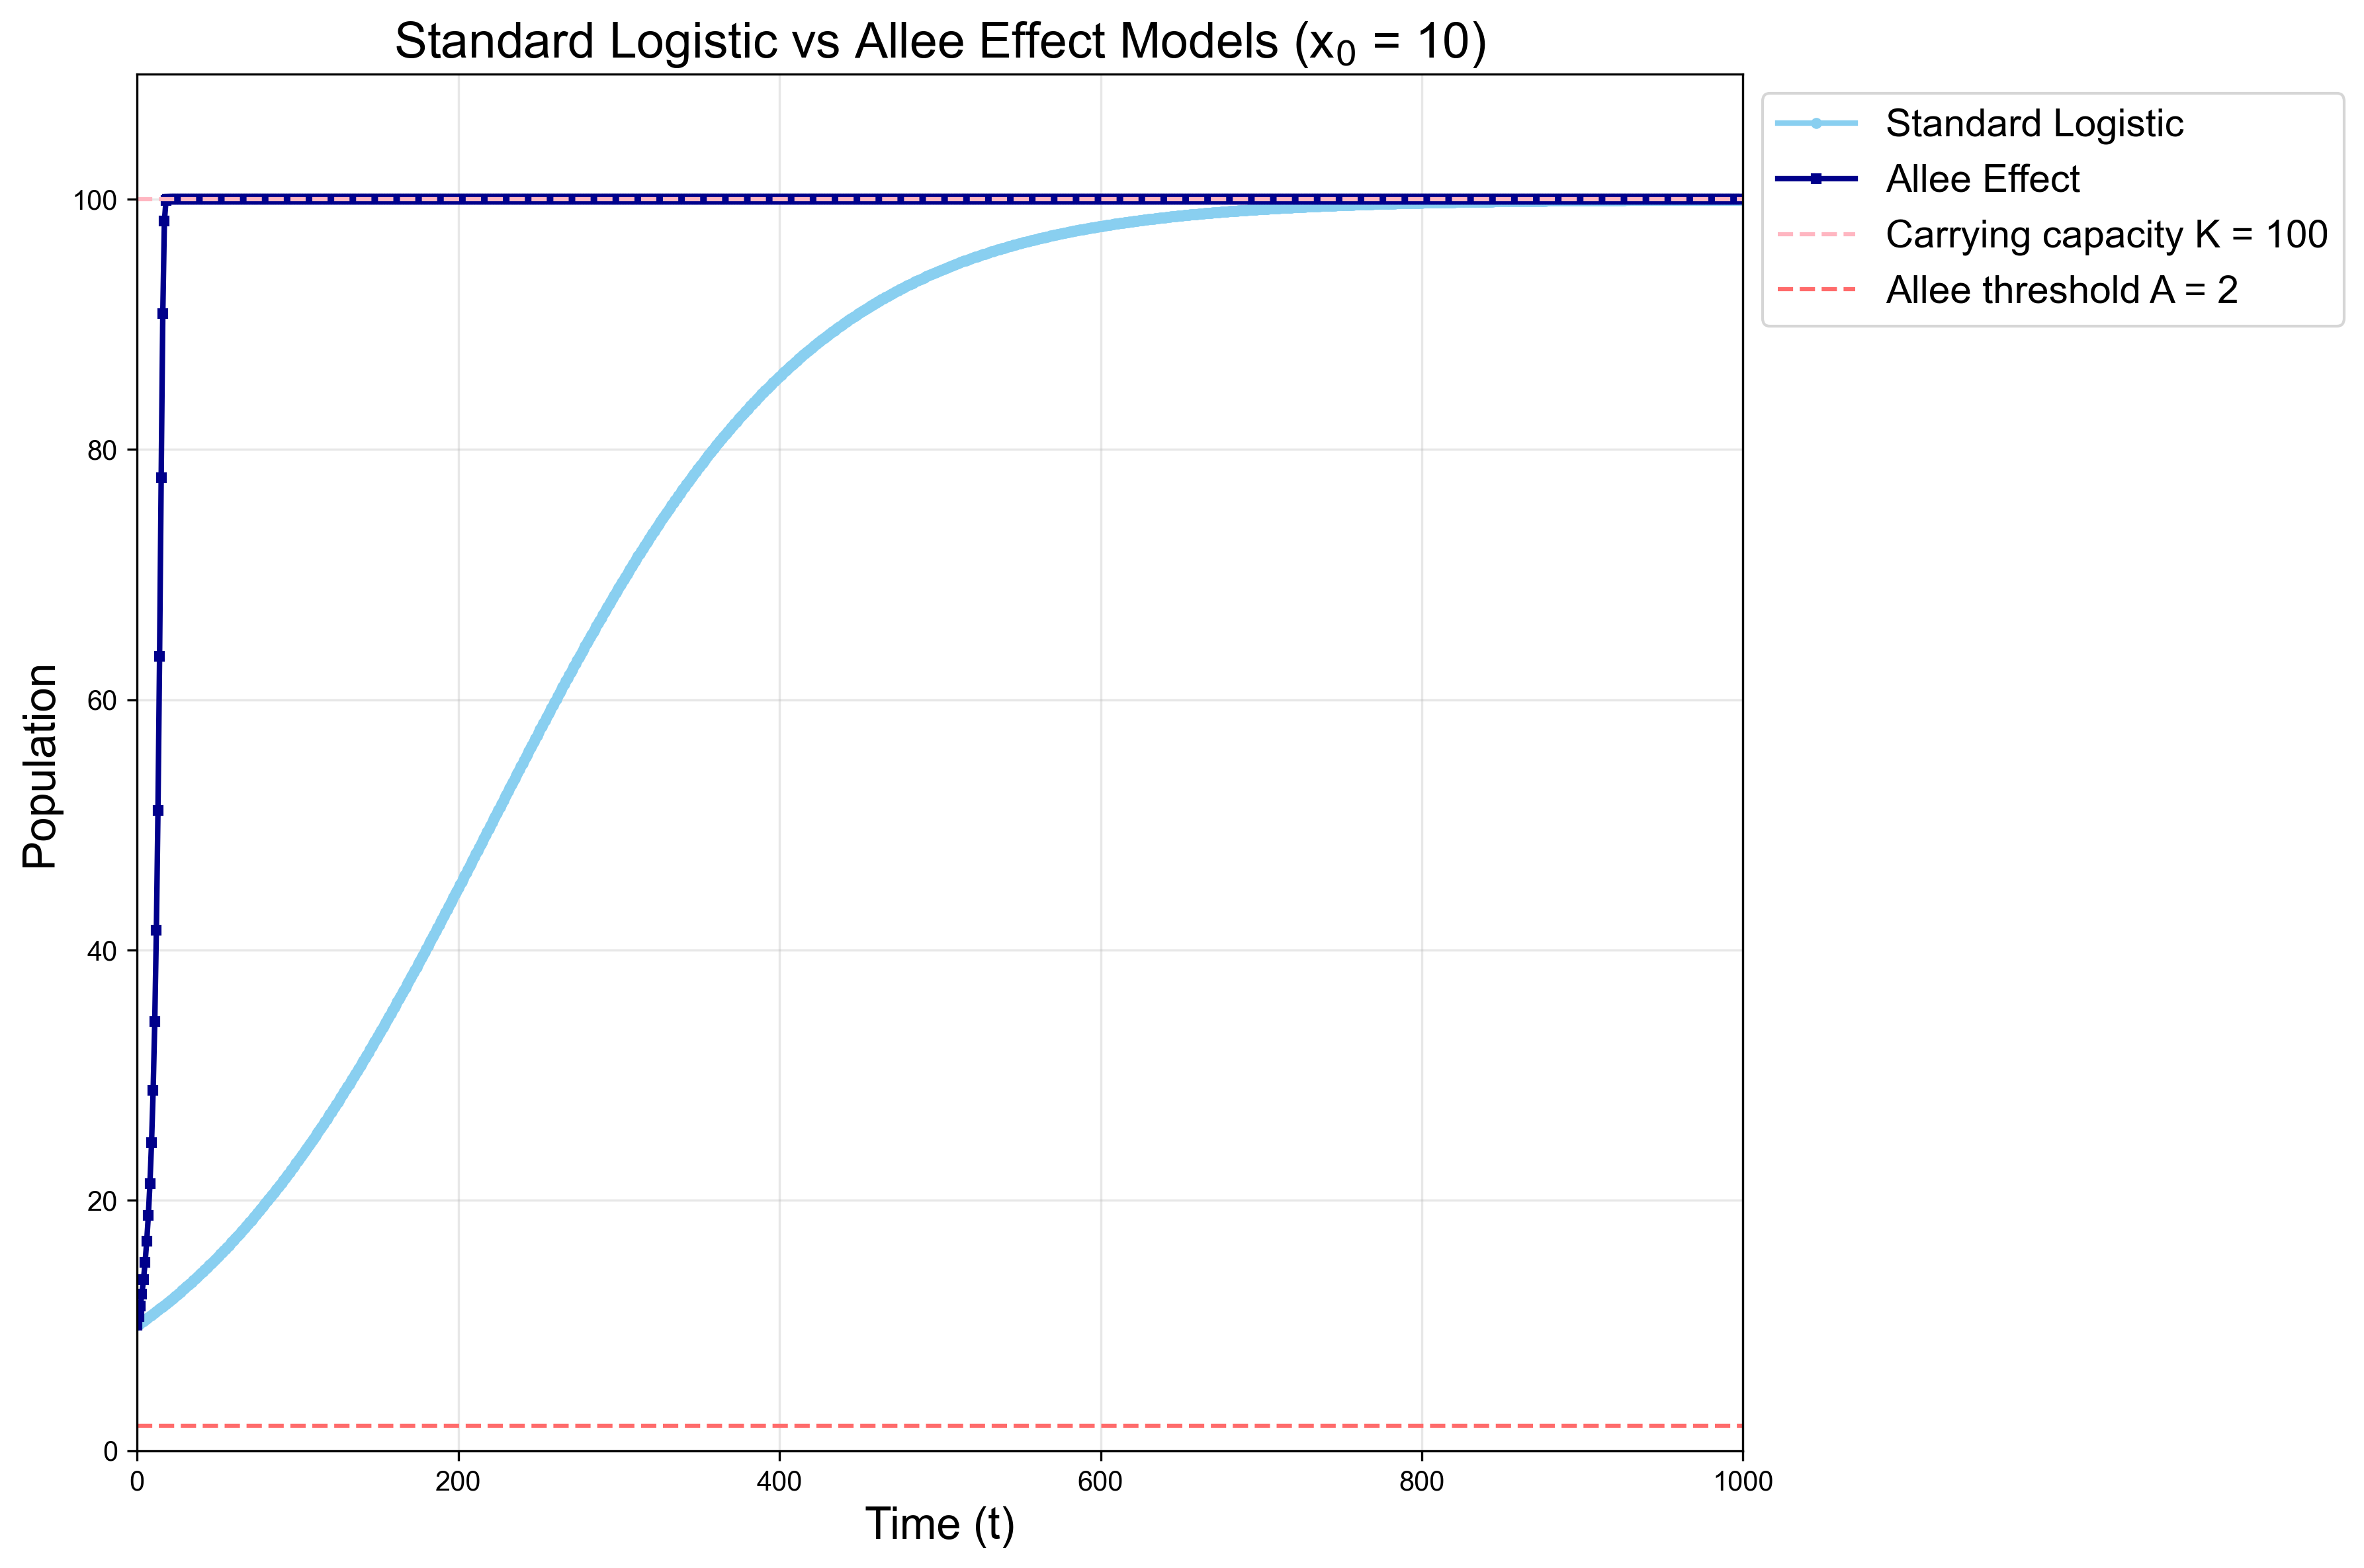 Standard Logistic vs Allee Effect Models (x₀ = 10)
Standard Logistic
Allee Effect
Carrying capacity K = 100
Allee threshold A = 2
Population
100
80
60
40
20
0
0 200 400 600 800 1000
Time (t)